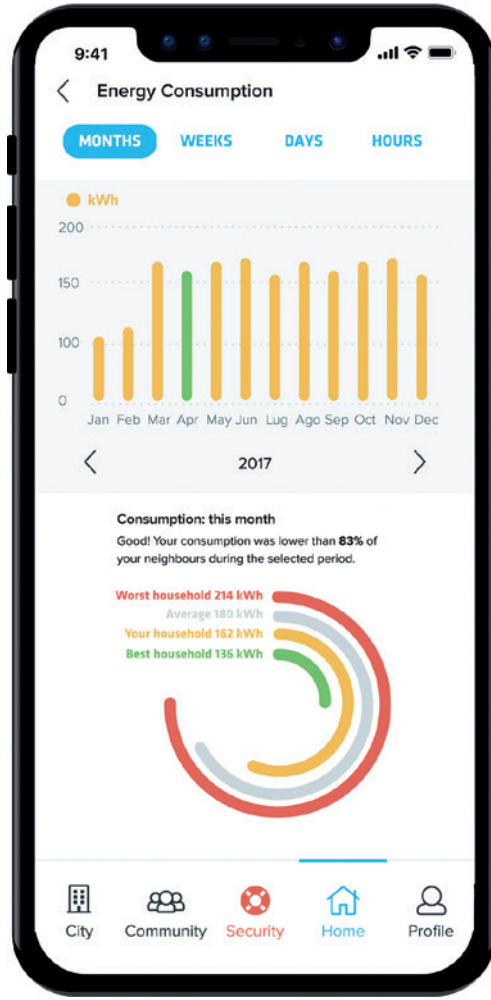 9:41
Energy Consumption
MONTHS WEEKS DAYS HOURS
kWh
200
150
100
0
Jan Feb Mar Apr May Jun Lug Ago Sep Oct Nov Dec
2017
Consumption: this month
Good! Your consumption was lower than 83% of
your neighbours during the selected period.
Worst household 214 kWh
Average 180 kWh
Your household 162 kWh
Best household 136 kWh
City Community Security Home Profile